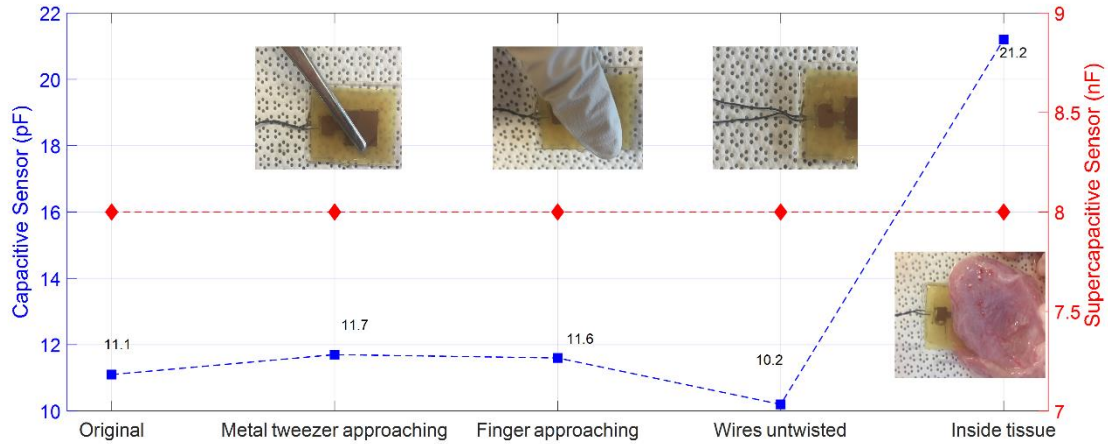 22
20
18
16
14
12
10
Capacitive Sensor (pF)
9
8.5
8
7.5
7
Supercapacitive Sensor (nF)
11.1
11.7
11.6
10.2
21.2
Original
Metal tweezer approaching
Finger approaching
Wires untwisted
Inside tissue